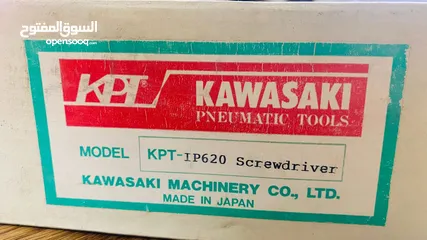 السوق المفتوح
opensooq.com
KPT KAWASAKI
PNEUMATIC TOOLS
MODEL KPT-IP620 Screwdriver
KAWASAKI MACHINERY CO., LTD.
MADE IN JAPAN